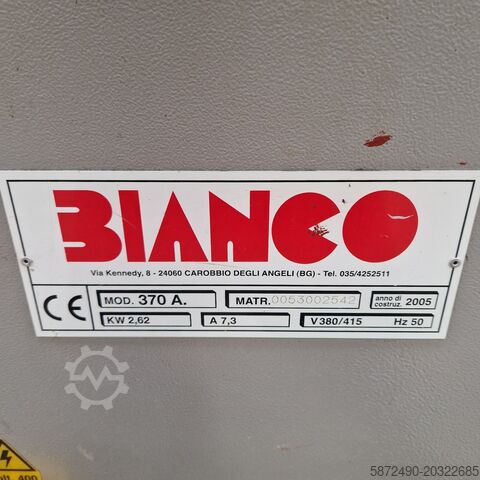 BIANCO
Via Kennedy, 8 - 24060 CAROBBIO DEGLI ANGELI (BG) - Tel. 035/4252511
CE MOD. 370 A. MATR. 0053002542 anno di costruz. 2005
KW 2,62 A 7,3 V 380/415 Hz 50
400
5872490-20322685